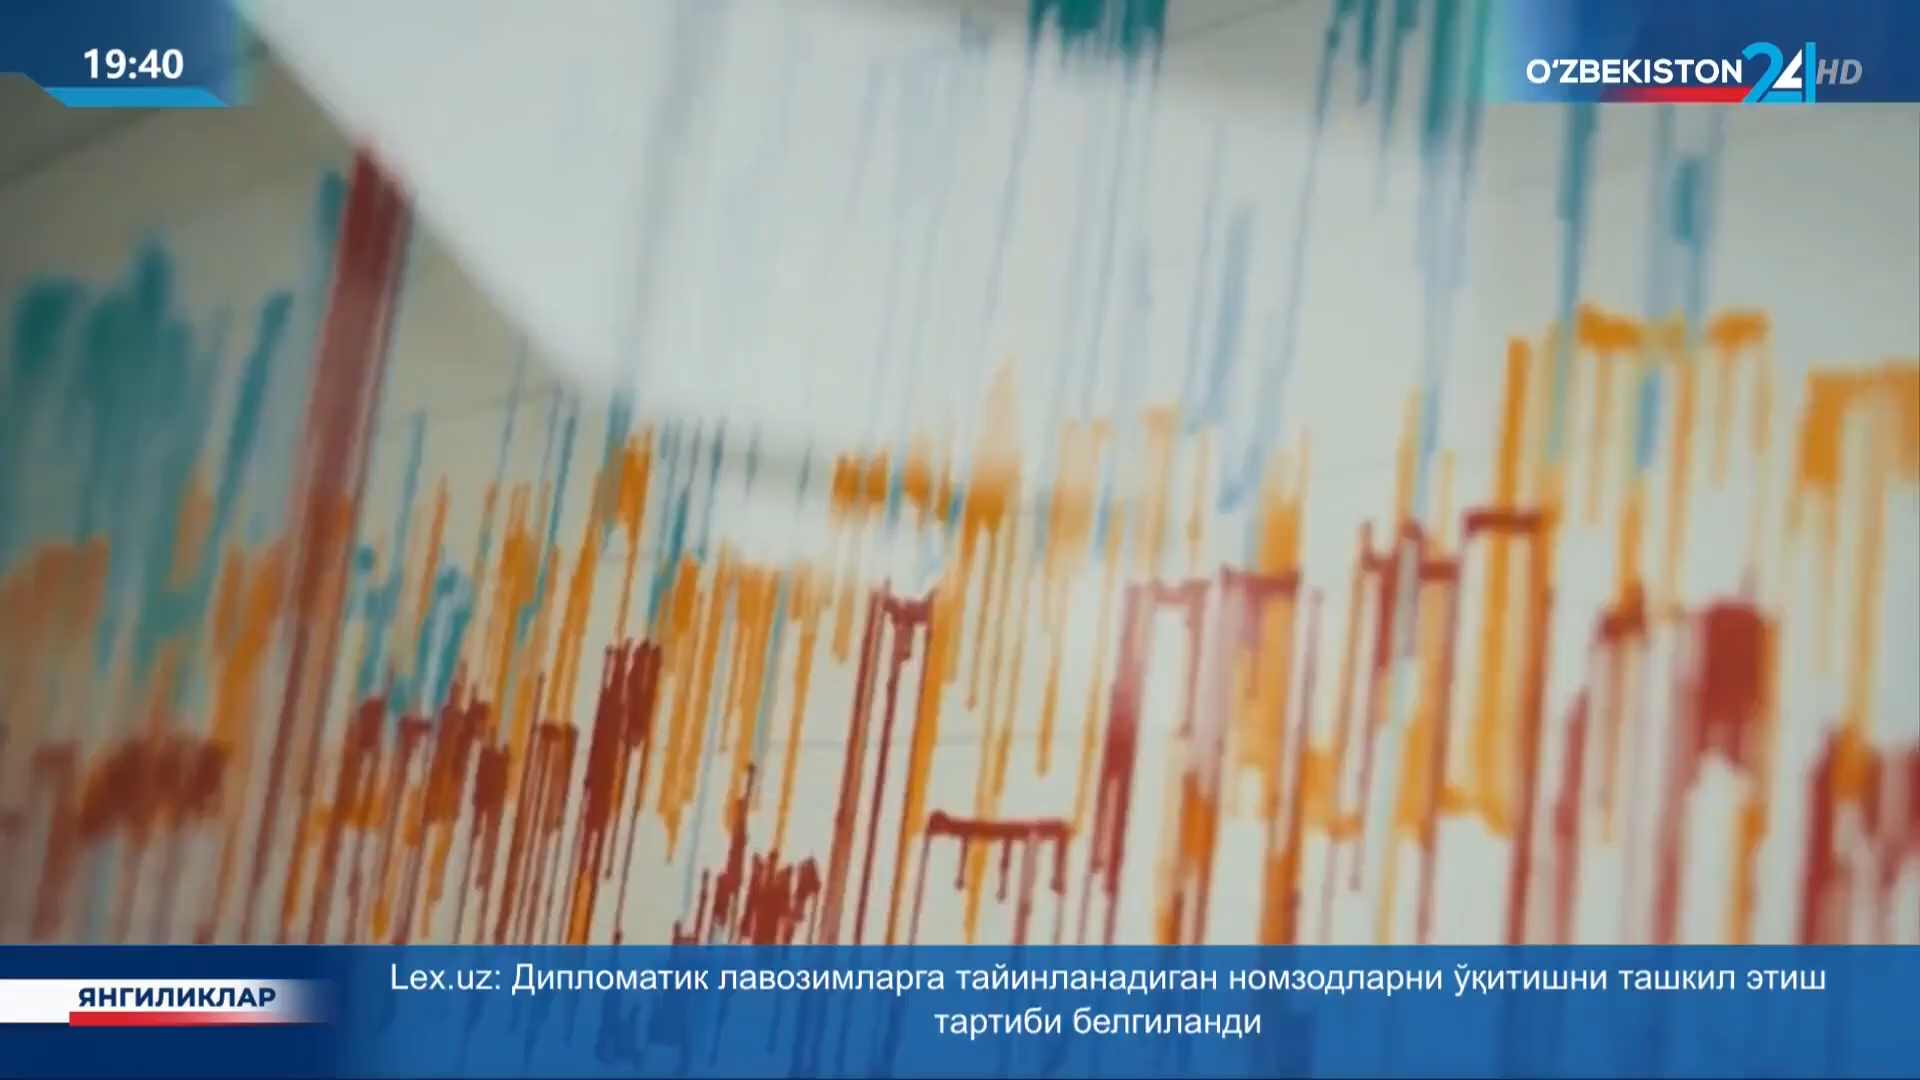 19:40
O‘ZBEKISTON 24 HD
ЯНГИЛИКЛАР
Lex.uz: Дипломатик лавозимларга тайинланадиган номзодларни ўқитишни ташкил этиш
тартиби белгиланди